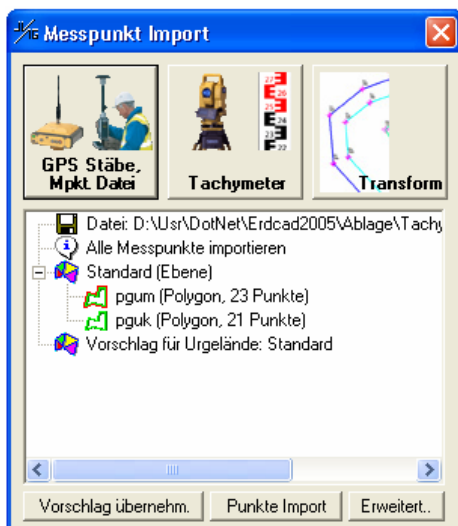 Messpunkt Import
GPS Stäbe,
Mpkt. Datei
Tachymeter
Transform
Datei: D:\Usr\DotNet\Erdcad2005\Ablage\Tachy
Alle Messpunkte importieren
Standard (Ebene)
pgum (Polygon, 23 Punkte)
pguk (Polygon, 21 Punkte)
Vorschlag für Urgelände: Standard
Vorschlag übernehm.
Punkte Import
Erweitert..